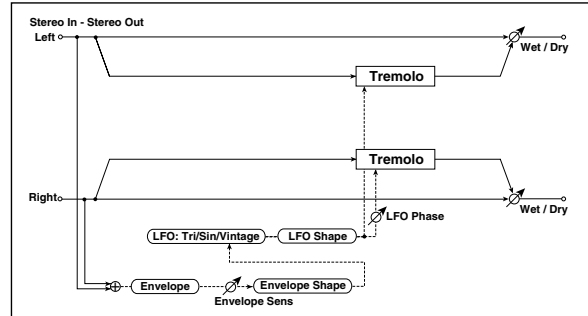 Stereo In - Stereo Out
Left
Wet / Dry
Tremolo
Tremolo
Right
Wet / Dry
LFO Phase
LFO: Tri/Sin/Vintage
LFO Shape
Envelope
Envelope Shape
Envelope Sens